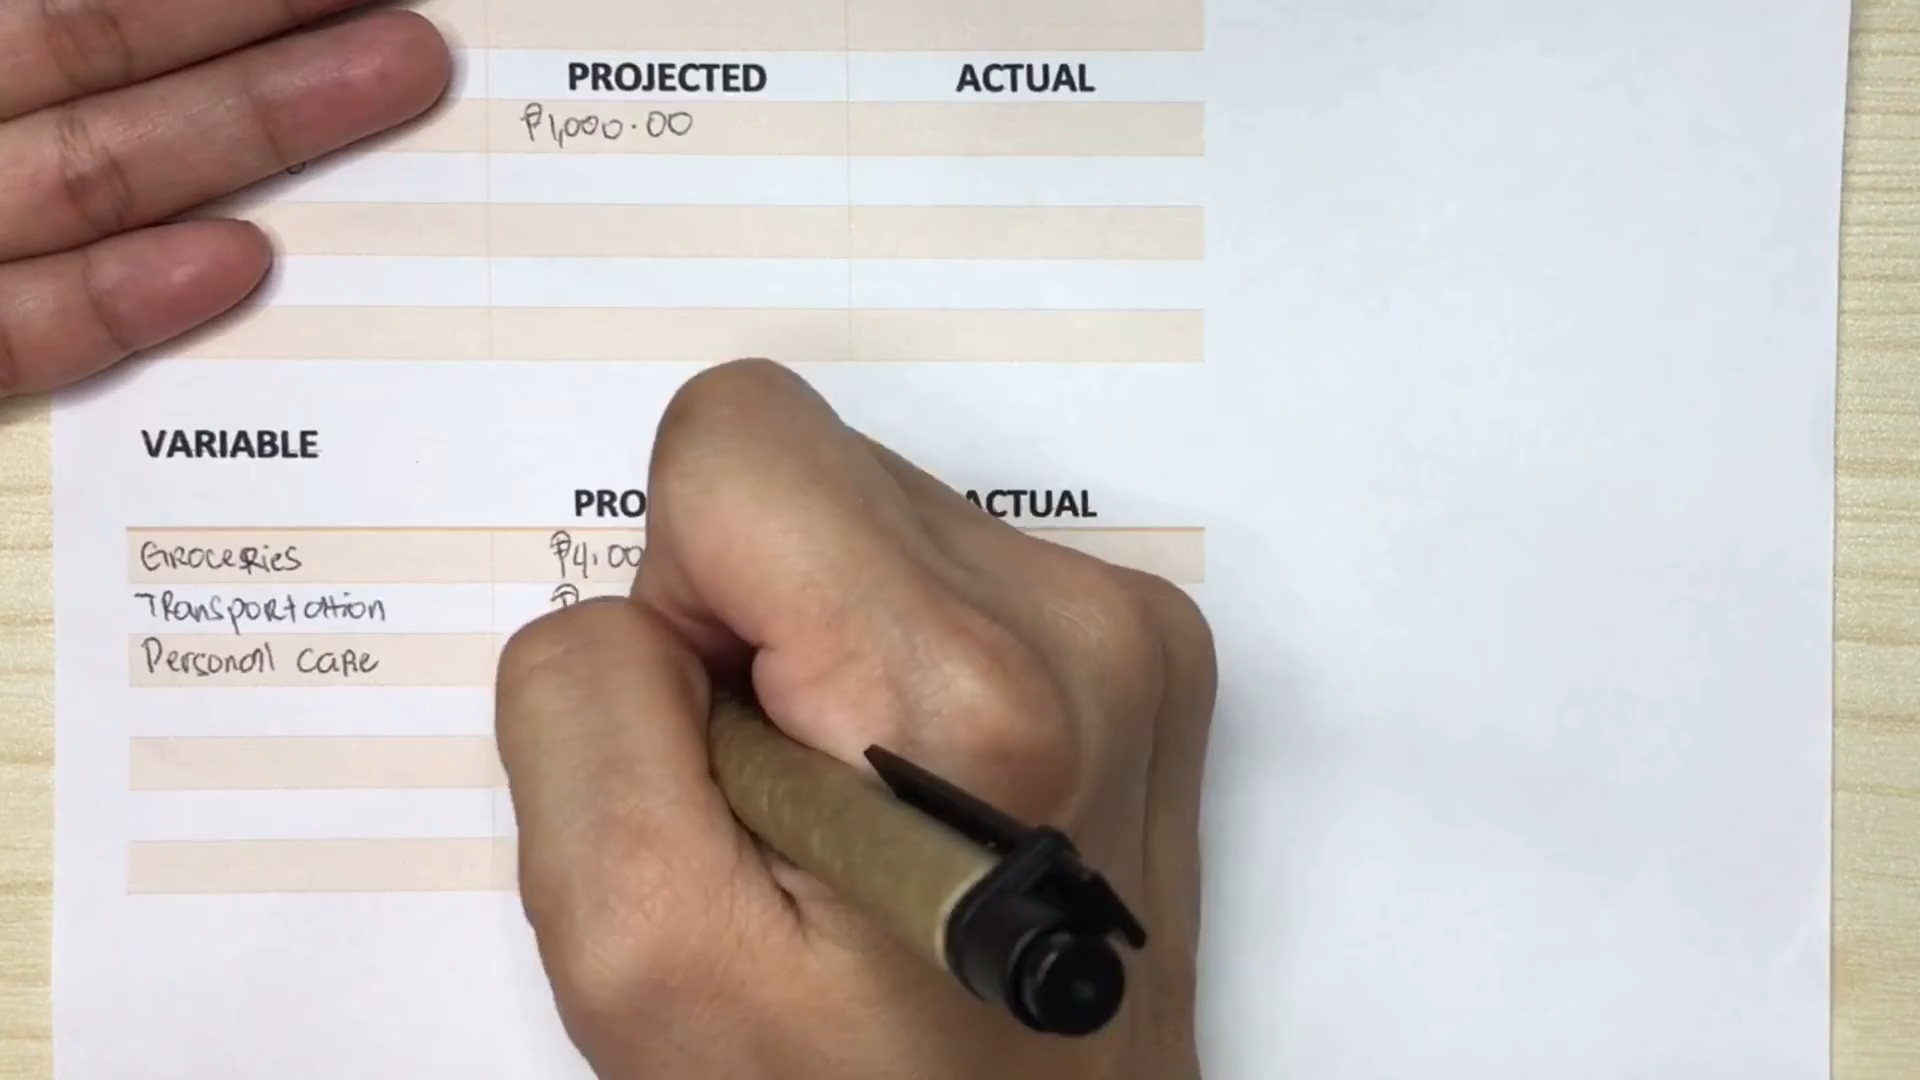 PROJECTED ACTUAL
₱1,000.00
VARIABLE
PRO ACTUAL
GROCERies ₱4,00
TRansportation ₱
Personal caRe